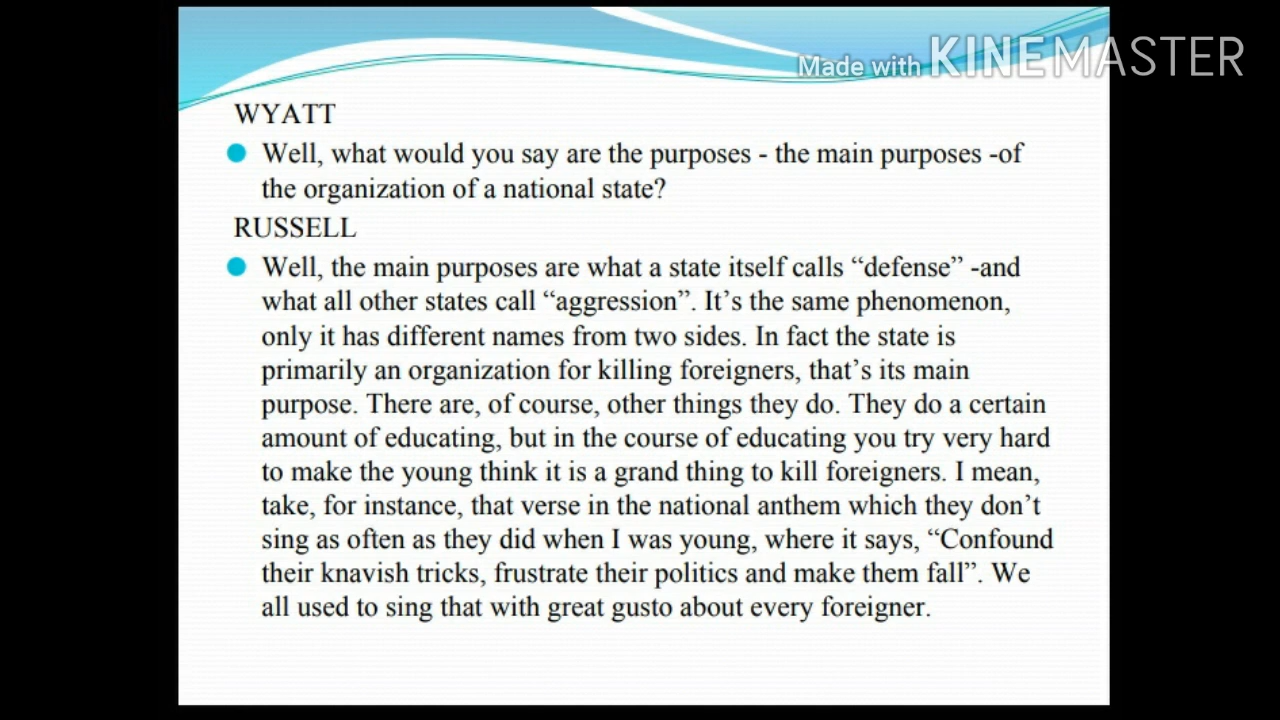 Made with KINEMASTER
WYATT
Well, what would you say are the purposes - the main purposes -of
the organization of a national state?
RUSSELL
Well, the main purposes are what a state itself calls “defense” -and
what all other states call “aggression”. It’s the same phenomenon,
only it has different names from two sides. In fact the state is
primarily an organization for killing foreigners, that’s its main
purpose. There are, of course, other things they do. They do a certain
amount of educating, but in the course of educating you try very hard
to make the young think it is a grand thing to kill foreigners. I mean,
take, for instance, that verse in the national anthem which they don’t
sing as often as they did when I was young, where it says, “Confound
their knavish tricks, frustrate their politics and make them fall”. We
all used to sing that with great gusto about every foreigner.